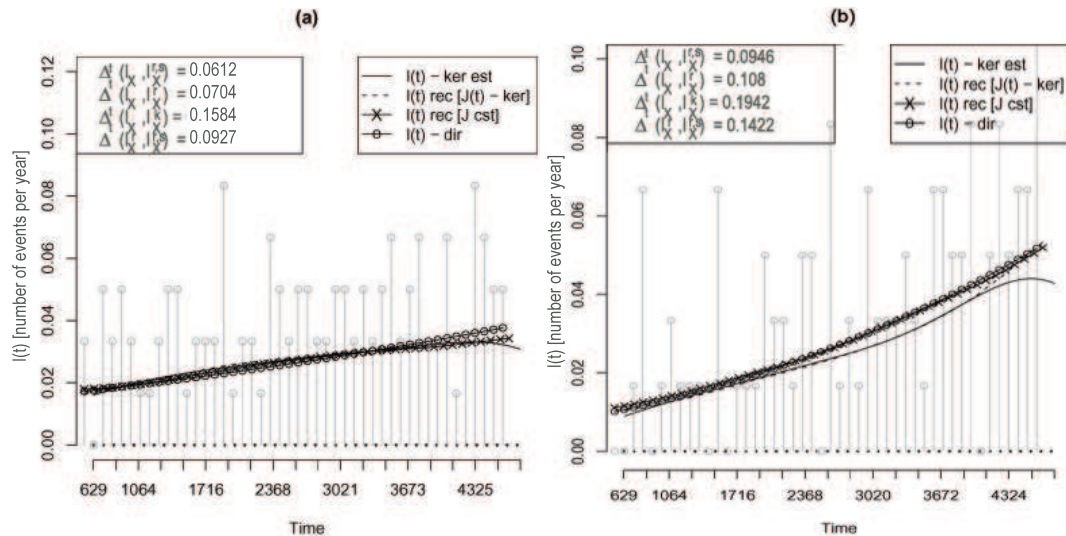 (a)
0.12
0.10
0.08
0.06
0.04
0.02
0.00
I(t) [number of events per year]
= 0.0612
= 0.0704
= 0.1584
= 0.0927
I(t) − ker est
I(t) rec [J(t) − ker]
I(t) rec [J cst]
I(t) − dir
629 1064 1716 2368 3021 3673 4325
Time
(b)
0.10
0.08
0.06
0.04
0.02
0.00
I(t) [number of events per year]
= 0.0946
= 0.108
= 0.1942
= 0.1422
I(t) − ker est
I(t) rec [J(t) − ker]
I(t) rec [J cst]
I(t) − dir
629 1064 1716 2368 3020 3672 4324
Time